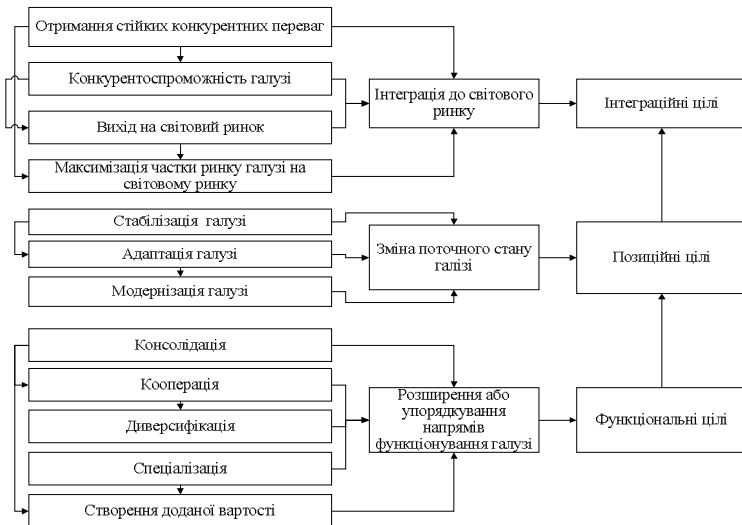 Отримання стійких конкурентних переваг
Конкурентоспроможність галузі
Вихід на світовий ринок
Максимізація частки ринку галузі на
світовому ринку
Інтеграція до світового
ринку
Інтеграційні цілі
Стабілізація галузі
Адаптація галузі
Модернізація галузі
Зміна поточного стану
галізі
Позиційні цілі
Консолідація
Кооперація
Диверсифікація
Спеціалізація
Створення доданої вартості
Розширення або
упорядкування
напрямів
функціонування галузі
Функціональні цілі